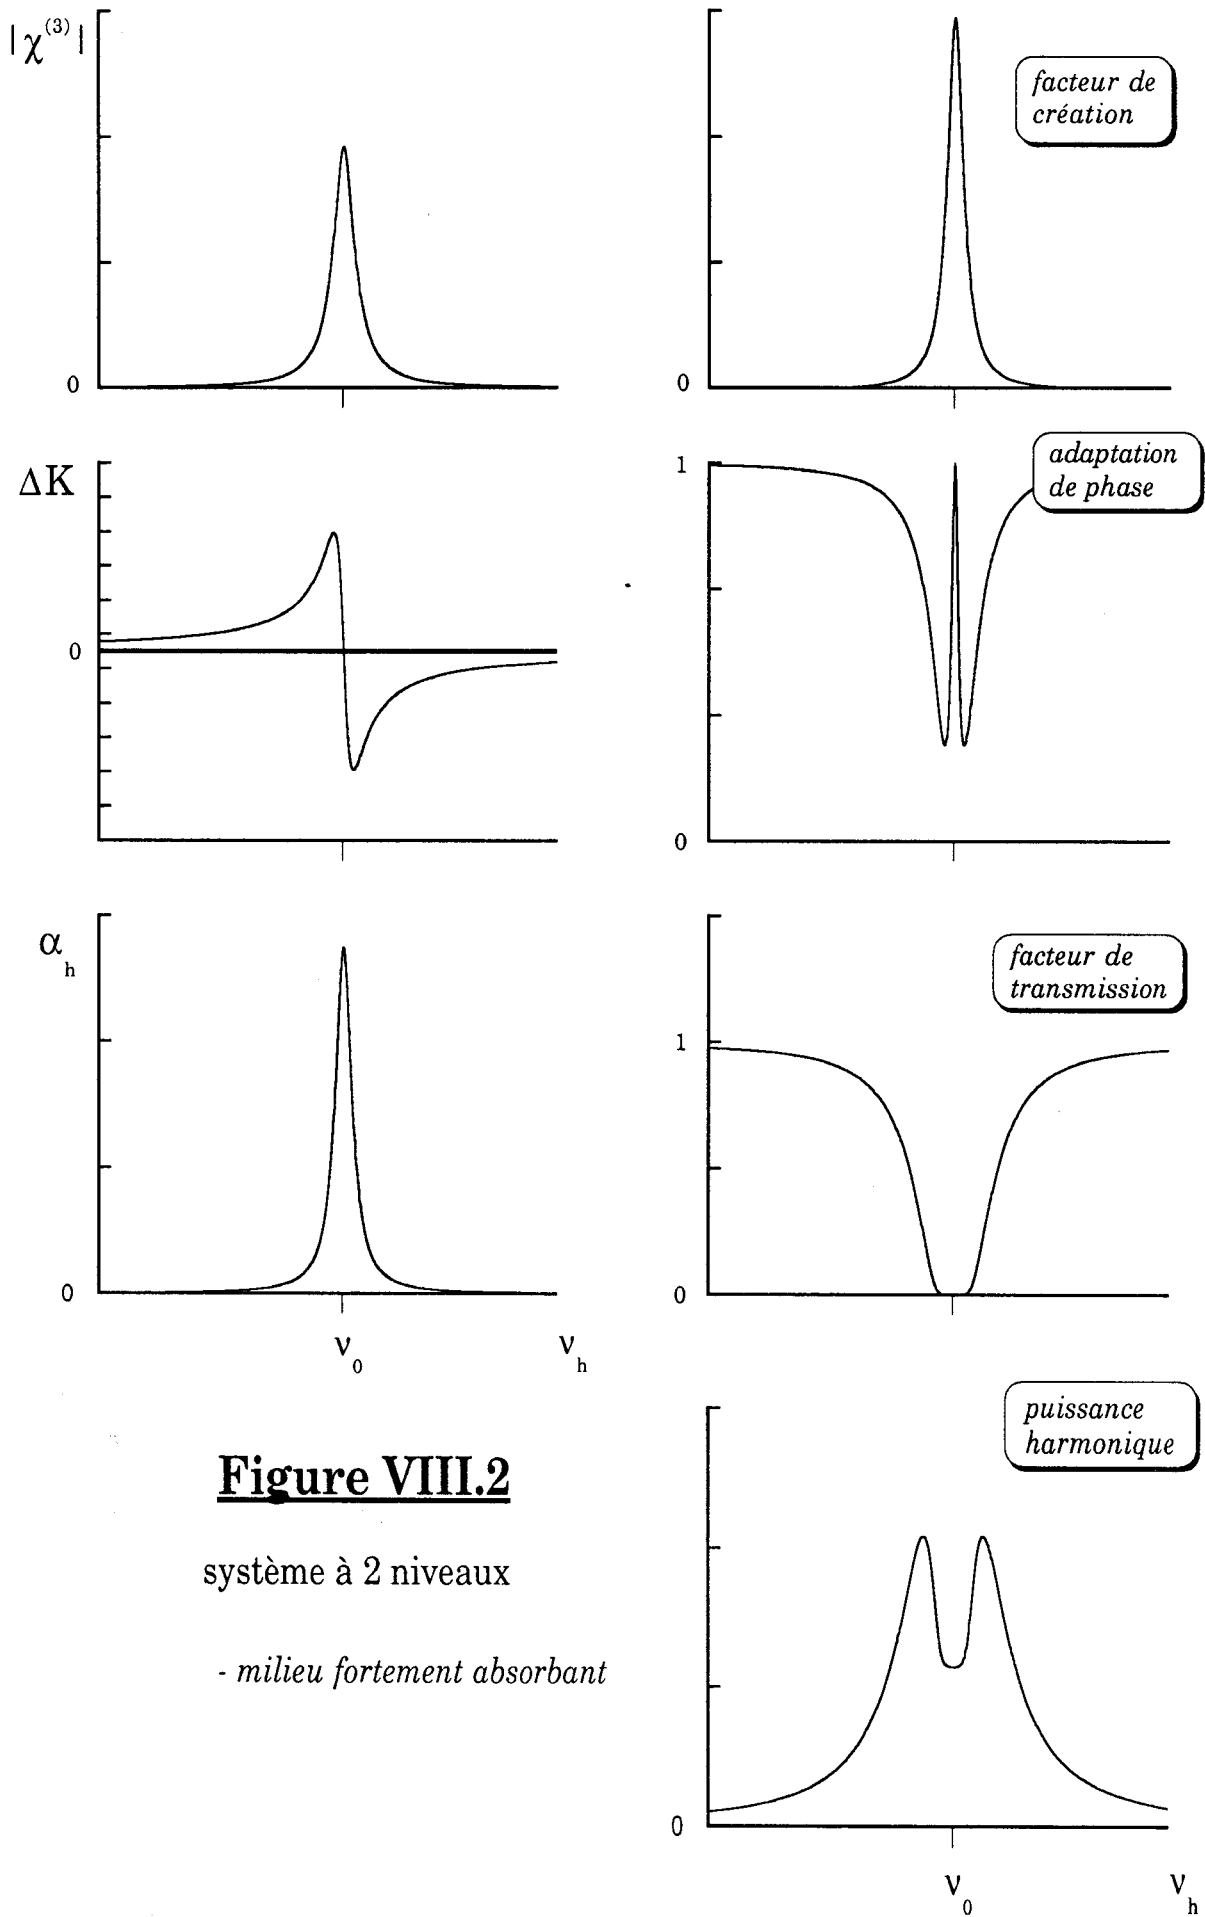 |χ⁽³⁾|
0
facteur de
création
0
ΔK
0
1
adaptation
de phase
0
α_h
0
ν_0 ν_h
facteur de
transmission
1
0
Figure VIII.2
système à 2 niveaux
- milieu fortement absorbant
puissance
harmonique
0
ν_0 ν_h